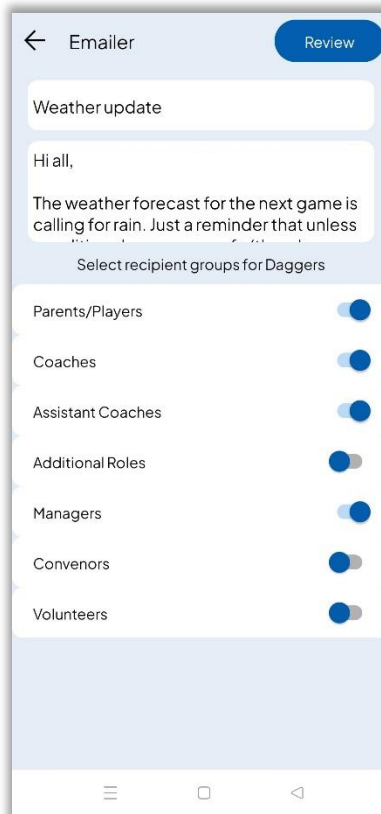 Emailer
Review
Weather update
Hi all,
The weather forecast for the next game is
calling for rain. Just a reminder that unless
Select recipient groups for Daggers
Parents/Players
Coaches
Assistant Coaches
Additional Roles
Managers
Convenors
Volunteers